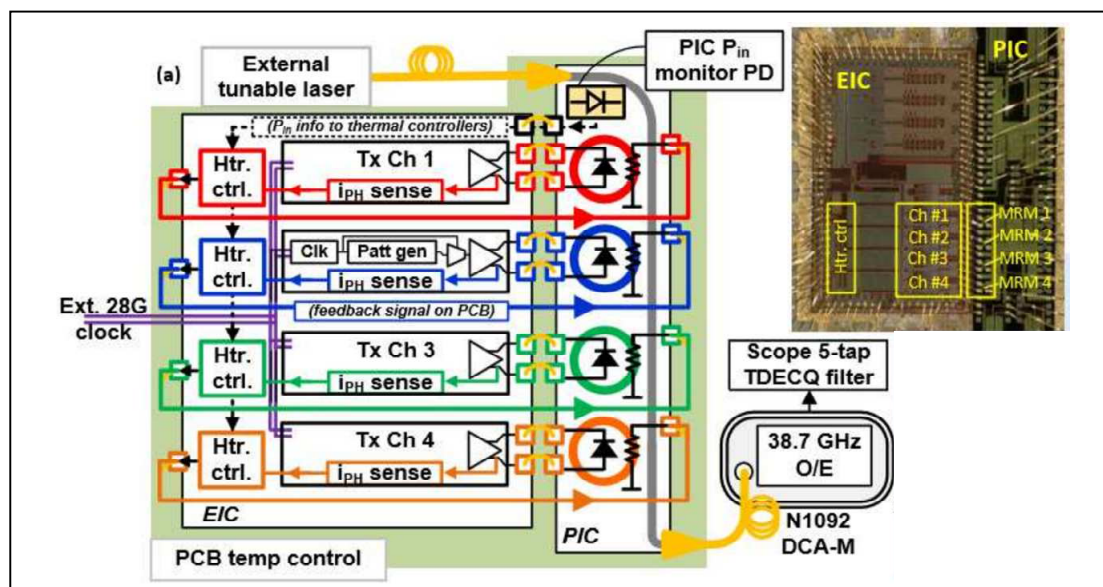 (a)
External
tunable laser
PIC Pin
monitor PD
(Pin info to thermal controllers)
Htr.
ctrl.
Tx Ch 1
iPH sense
Htr.
ctrl.
Clk
Patt gen
iPH sense
Ext. 28G
clock
(feedback signal on PCB)
Htr.
ctrl.
Tx Ch 3
iPH sense
Htr.
ctrl.
Tx Ch 4
iPH sense
EIC
PIC
PCB temp control
EIC
PIC
Htr. ctrl
Ch #1
Ch #2
Ch #3
Ch #4
MRM 1
MRM 2
MRM 3
MRM 4
Scope 5-tap
TDECQ filter
38.7 GHz
O/E
N1092
DCA-M